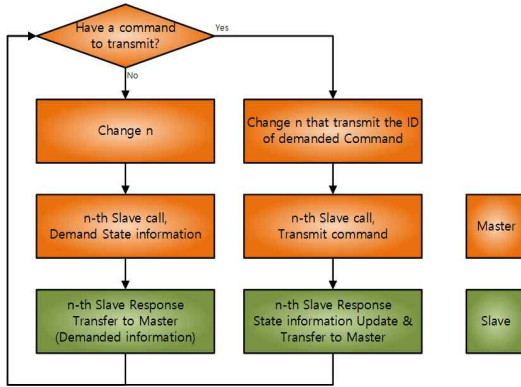 Have a command
to transmit?
Yes
No
Change n
Change n that transmit the ID
of demanded Command
n-th Slave call,
Demand State information
n-th Slave call,
Transmit command
Master
n-th Slave Response
Transfer to Master
(Demanded information)
n-th Slave Response
State information Update &
Transfer to Master
Slave